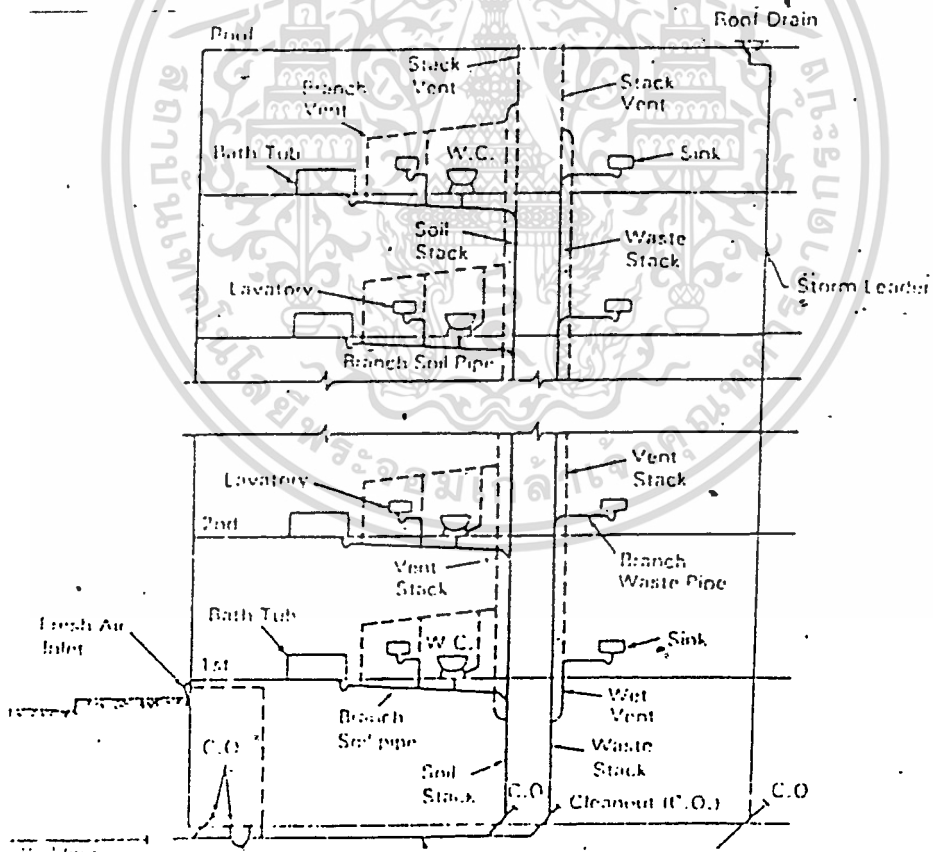 Roof Drain
Roof
Stack
Vent
Branch
Vent
Stack
Vent
Bath Tub
W.C.
Sink
Soil
Stack
Waste
Stack
Lavatory
Storm Leader
Branch Soil Pipe
Lavatory
Vent
Stack
2nd
Vent
Stack
Branch
Waste Pipe
Fresh Air
Inlet
Bath Tub
W.C.
Sink
1st
Branch
Soil pipe
Wet
Vent
C.O
Soil
Stack
Waste
Stack
C.O
Cleanout (C.O.)
C.O